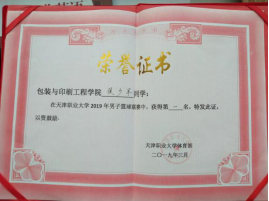 荣誉证书
包装与印刷工程学院 同学:
在天津职业大学2019年男子篮球联赛中,获得第一名,特发此证,
以资鼓励。
天津职业大学体育部
二〇一九年三月